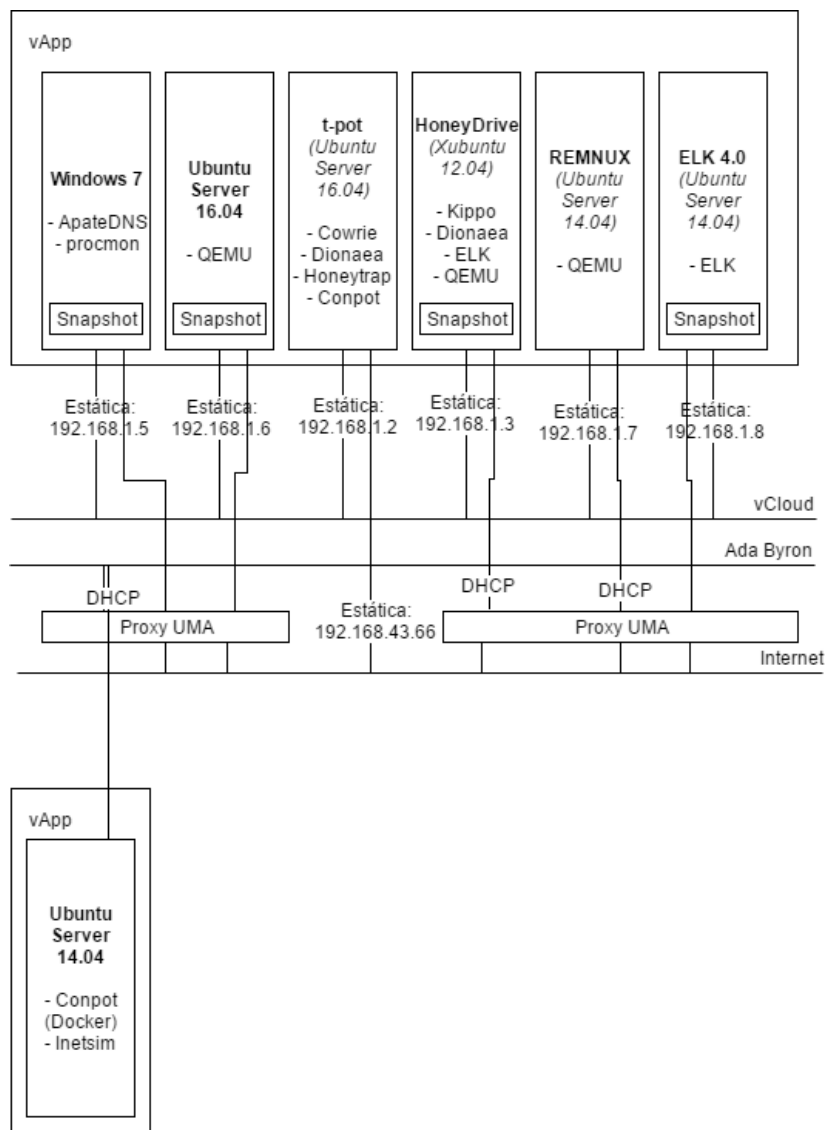 vApp
Windows 7
- ApateDNS
- procmon
Snapshot
Ubuntu
Server
16.04
- QEMU
Snapshot
t-pot
(Ubuntu
Server
16.04)
- Cowrie
- Dionaea
- Honeytrap
- Conpot
HoneyDrive
(Xubuntu
12.04)
- Kippo
- Dionaea
- ELK
- QEMU
Snapshot
REMNUX
(Ubuntu
Server
14.04)
- QEMU
ELK 4.0
(Ubuntu
Server
14.04)
- ELK
Snapshot
Estática:
192.168.1.5
Estática:
192.168.1.6
Estática:
192.168.1.2
Estática:
192.168.1.3
Estática:
192.168.1.7
Estática:
192.168.1.8
vCloud
Ada Byron
DHCP
DHCP
DHCP
Proxy UMA
Estática:
192.168.43.66
Proxy UMA
Internet
vApp
Ubuntu
Server
14.04
- Conpot
(Docker)
- Inetsim